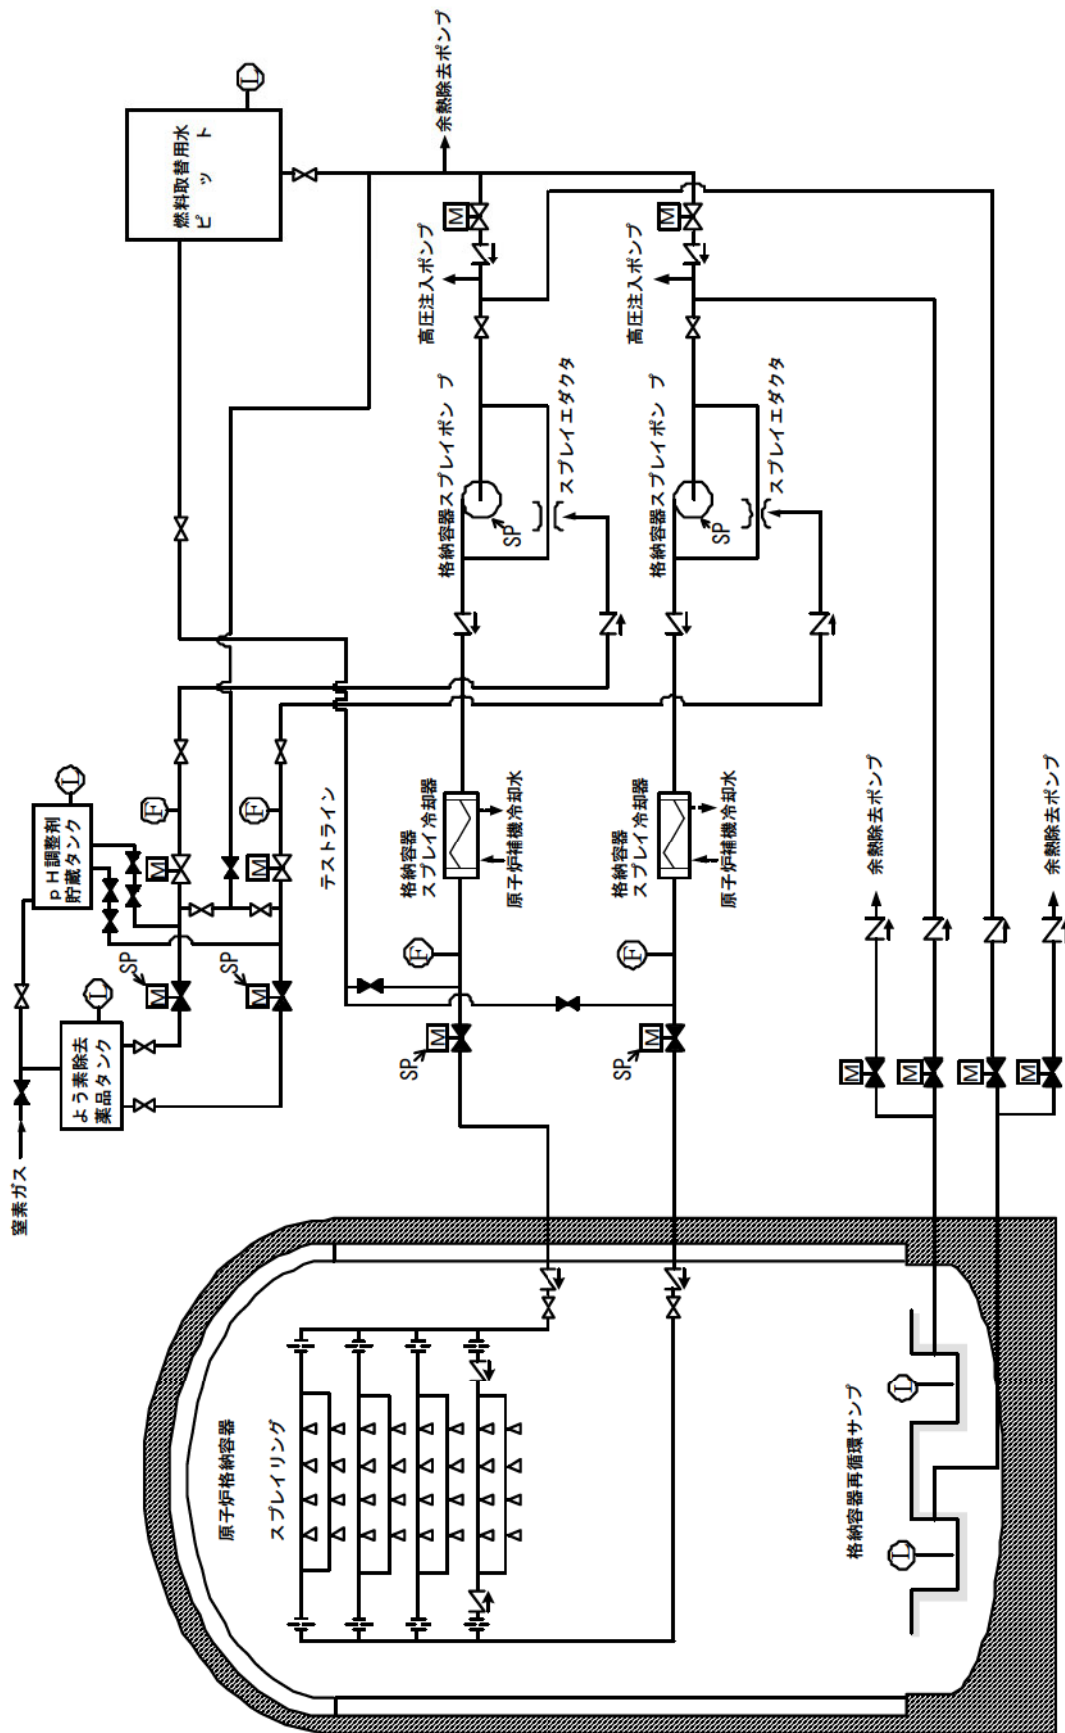 窒素ガス
よう素除去
薬品タンク
L
pH調整剤
貯蔵タンク
L
SP
M
SP
M
M
M
F
F
燃料取替用水
ピット
L
余熱除去ポンプ
M
高圧注入ポンプ
M
高圧注入ポンプ
格納容器スプレイポンプ
SP
スプレイエダクタ
格納容器スプレイポンプ
SP
スプレイエダクタ
テストライン
格納容器
スプレイ冷却器
原子炉補機冷却水
格納容器
スプレイ冷却器
原子炉補機冷却水
F
F
SP
M
SP
M
余熱除去ポンプ
余熱除去ポンプ
M
M
M
M
原子炉格納容器
スプレイリング
格納容器再循環サンプ
L
L